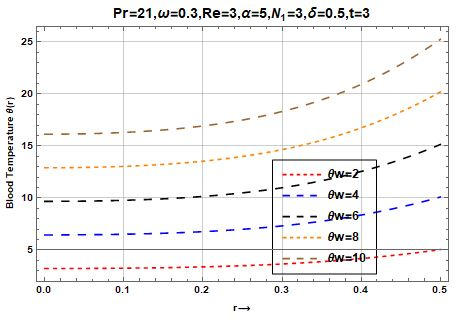 Pr=21,ω=0.3,Re=3,α=5,N₁=3,δ=0.5,t=3
Blood Temperature θ(r)
25
20
15
10
5
θw=2
θw=4
θw=6
θw=8
θw=10
0.0 0.1 0.2 0.3 0.4 0.5
r→